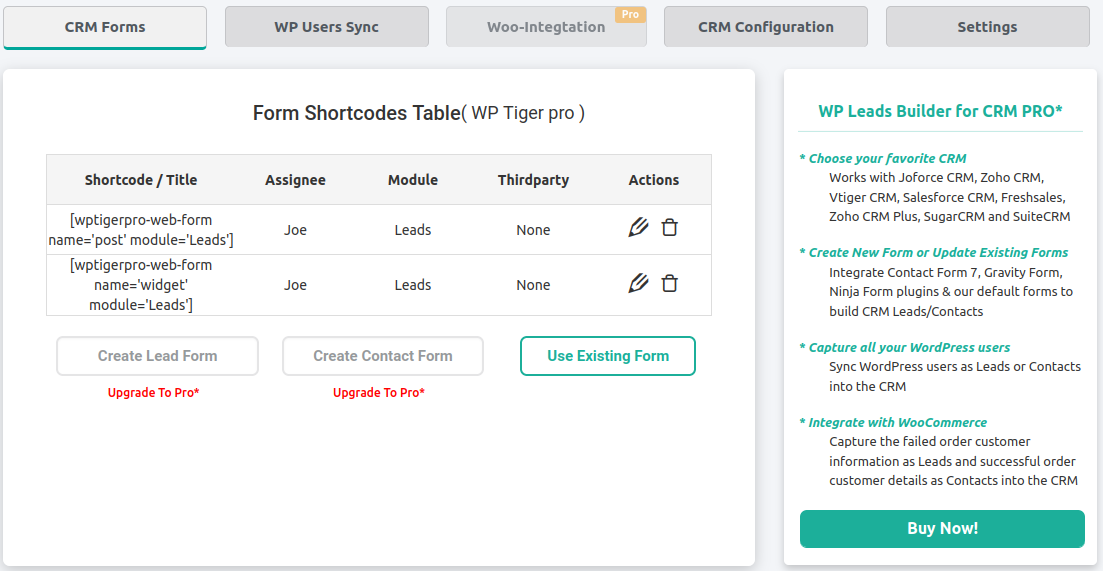 CRM Forms
WP Users Sync
Woo-Integtation
Pro
CRM Configuration
Settings
Form Shortcodes Table( WP Tiger pro )
Shortcode / Title Assignee Module Thirdparty Actions
[wptigerpro-web-form
name='post' module='Leads']
Joe Leads None
[wptigerpro-web-form
name='widget'
module='Leads']
Joe Leads None
Create Lead Form
Create Contact Form
Use Existing Form
Upgrade To Pro*
Upgrade To Pro*
WP Leads Builder for CRM PRO*
* Choose your favorite CRM
Works with Joforce CRM, Zoho CRM,
Vtiger CRM, Salesforce CRM, Freshsales,
Zoho CRM Plus, SugarCRM and SuiteCRM
* Create New Form or Update Existing Forms
Integrate Contact Form 7, Gravity Form,
Ninja Form plugins & our default forms to
build CRM Leads/Contacts
* Capture all your WordPress users
Sync WordPress users as Leads or Contacts
into the CRM
* Integrate with WooCommerce
Capture the failed order customer
information as Leads and successful order
customer details as Contacts into the CRM
Buy Now!